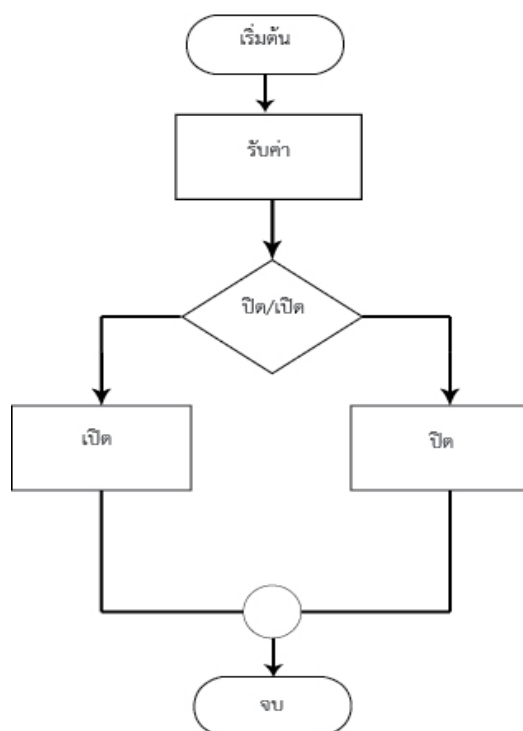 เริ่มต้น
รับค่า
ปิด/เปิด
เปิด
ปิด
จบ